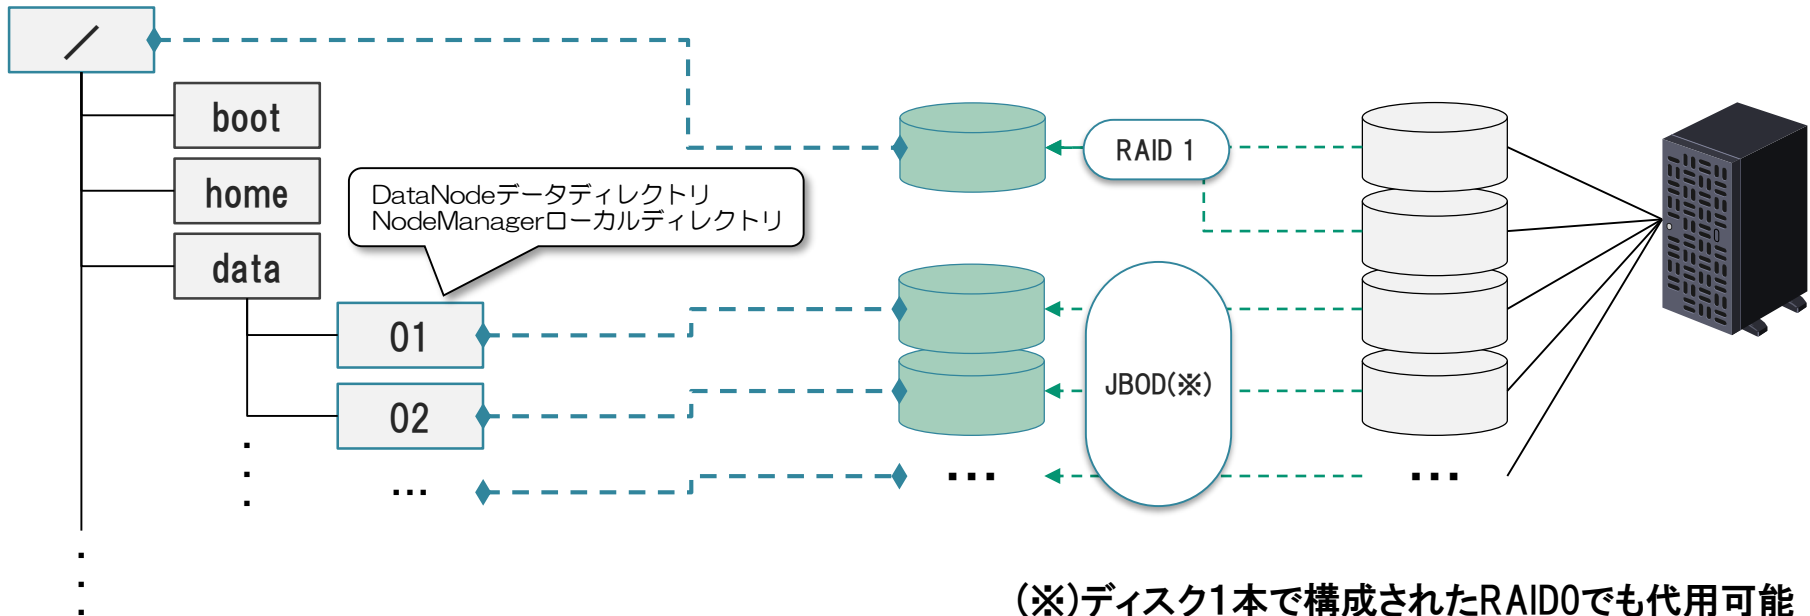 /
boot
home
data
DataNodeデータディレクトリ
NodeManagerローカルディレクトリ
01
02
...
RAID 1
JBOD(※)
...
...
(※)ディスク1本で構成されたRAID0でも代用可能